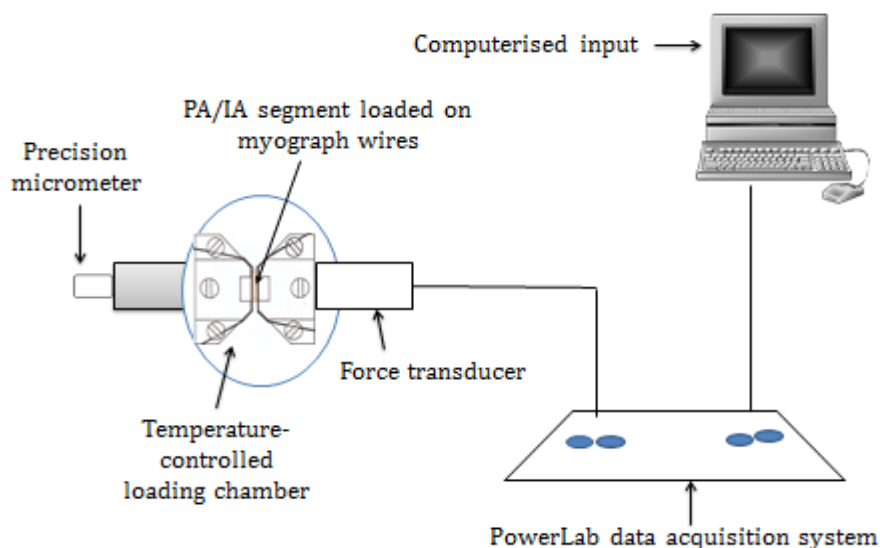 Computerised input
PA/IA segment loaded on
myograph wires
Precision
micrometer
Force transducer
Temperature-
controlled
loading chamber
PowerLab data acquisition system